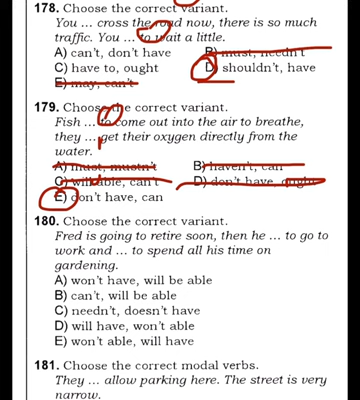 178. Choose the correct variant.
You ... cross the road now, there is so much
traffic. You ... to wait a little.
A) can't, don't have B) must, needn't
C) have to, ought D) shouldn't, have
E) may, can't
179. Choose the correct variant.
Fish ... to come out into the air to breathe,
they ... get their oxygen directly from the
water.
A) must, mustn't B) haven't, can
C) will able, can't D) don't have, ought
E) don't have, can
180. Choose the correct variant.
Fred is going to retire soon, then he ... to go to
work and ... to spend all his time on
gardening.
A) won't have, will be able
B) can't, will be able
C) needn't, doesn't have
D) will have, won't able
E) won't able, will have
181. Choose the correct modal verbs.
They ... allow parking here. The street is very
narrow.